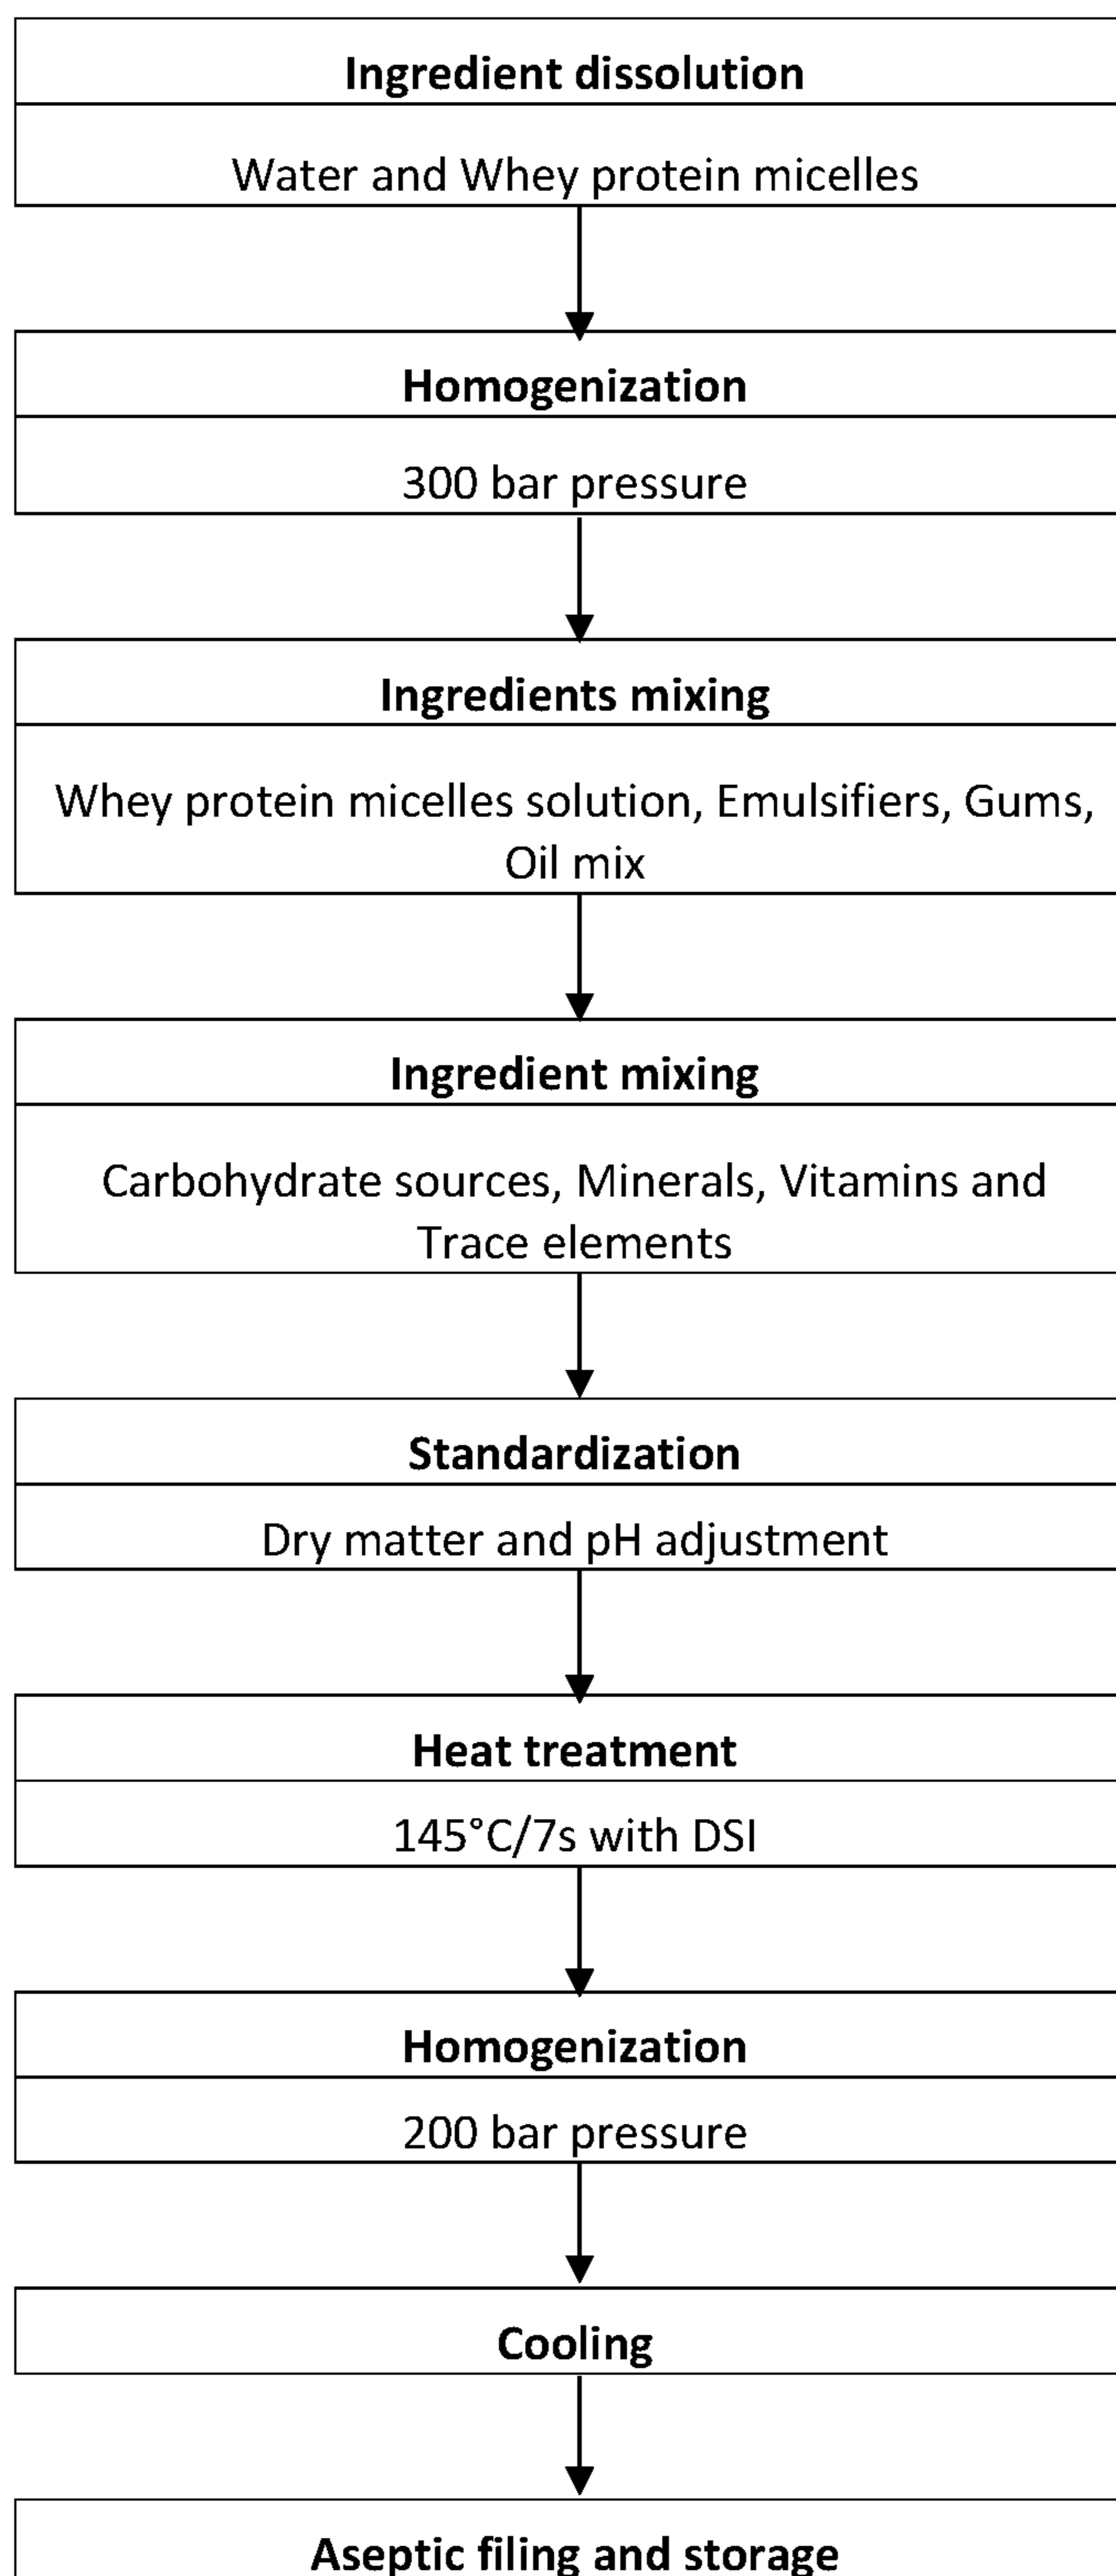 Ingredient dissolution
Water and Whey protein micelles
Homogenization
300 bar pressure
Ingredients mixing
Whey protein micelles solution, Emulsifiers, Gums,
Oil mix
Ingredient mixing
Carbohydrate sources, Minerals, Vitamins and
Trace elements
Standardization
Dry matter and pH adjustment
Heat treatment
145°C/7s with DSI
Homogenization
200 bar pressure
Cooling
Aseptic filing and storage